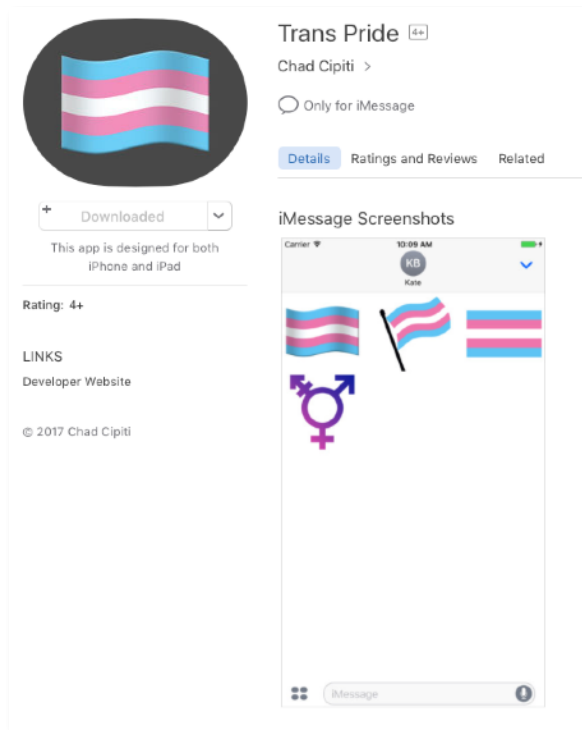 Trans Pride 4+
Chad Cipiti >
Only for iMessage
Details Ratings and Reviews Related
+ Downloaded
This app is designed for both
iPhone and iPad
Rating: 4+
LINKS
Developer Website
© 2017 Chad Cipiti
iMessage Screenshots
Carrier 10:09 AM
KB
Kate
iMessage